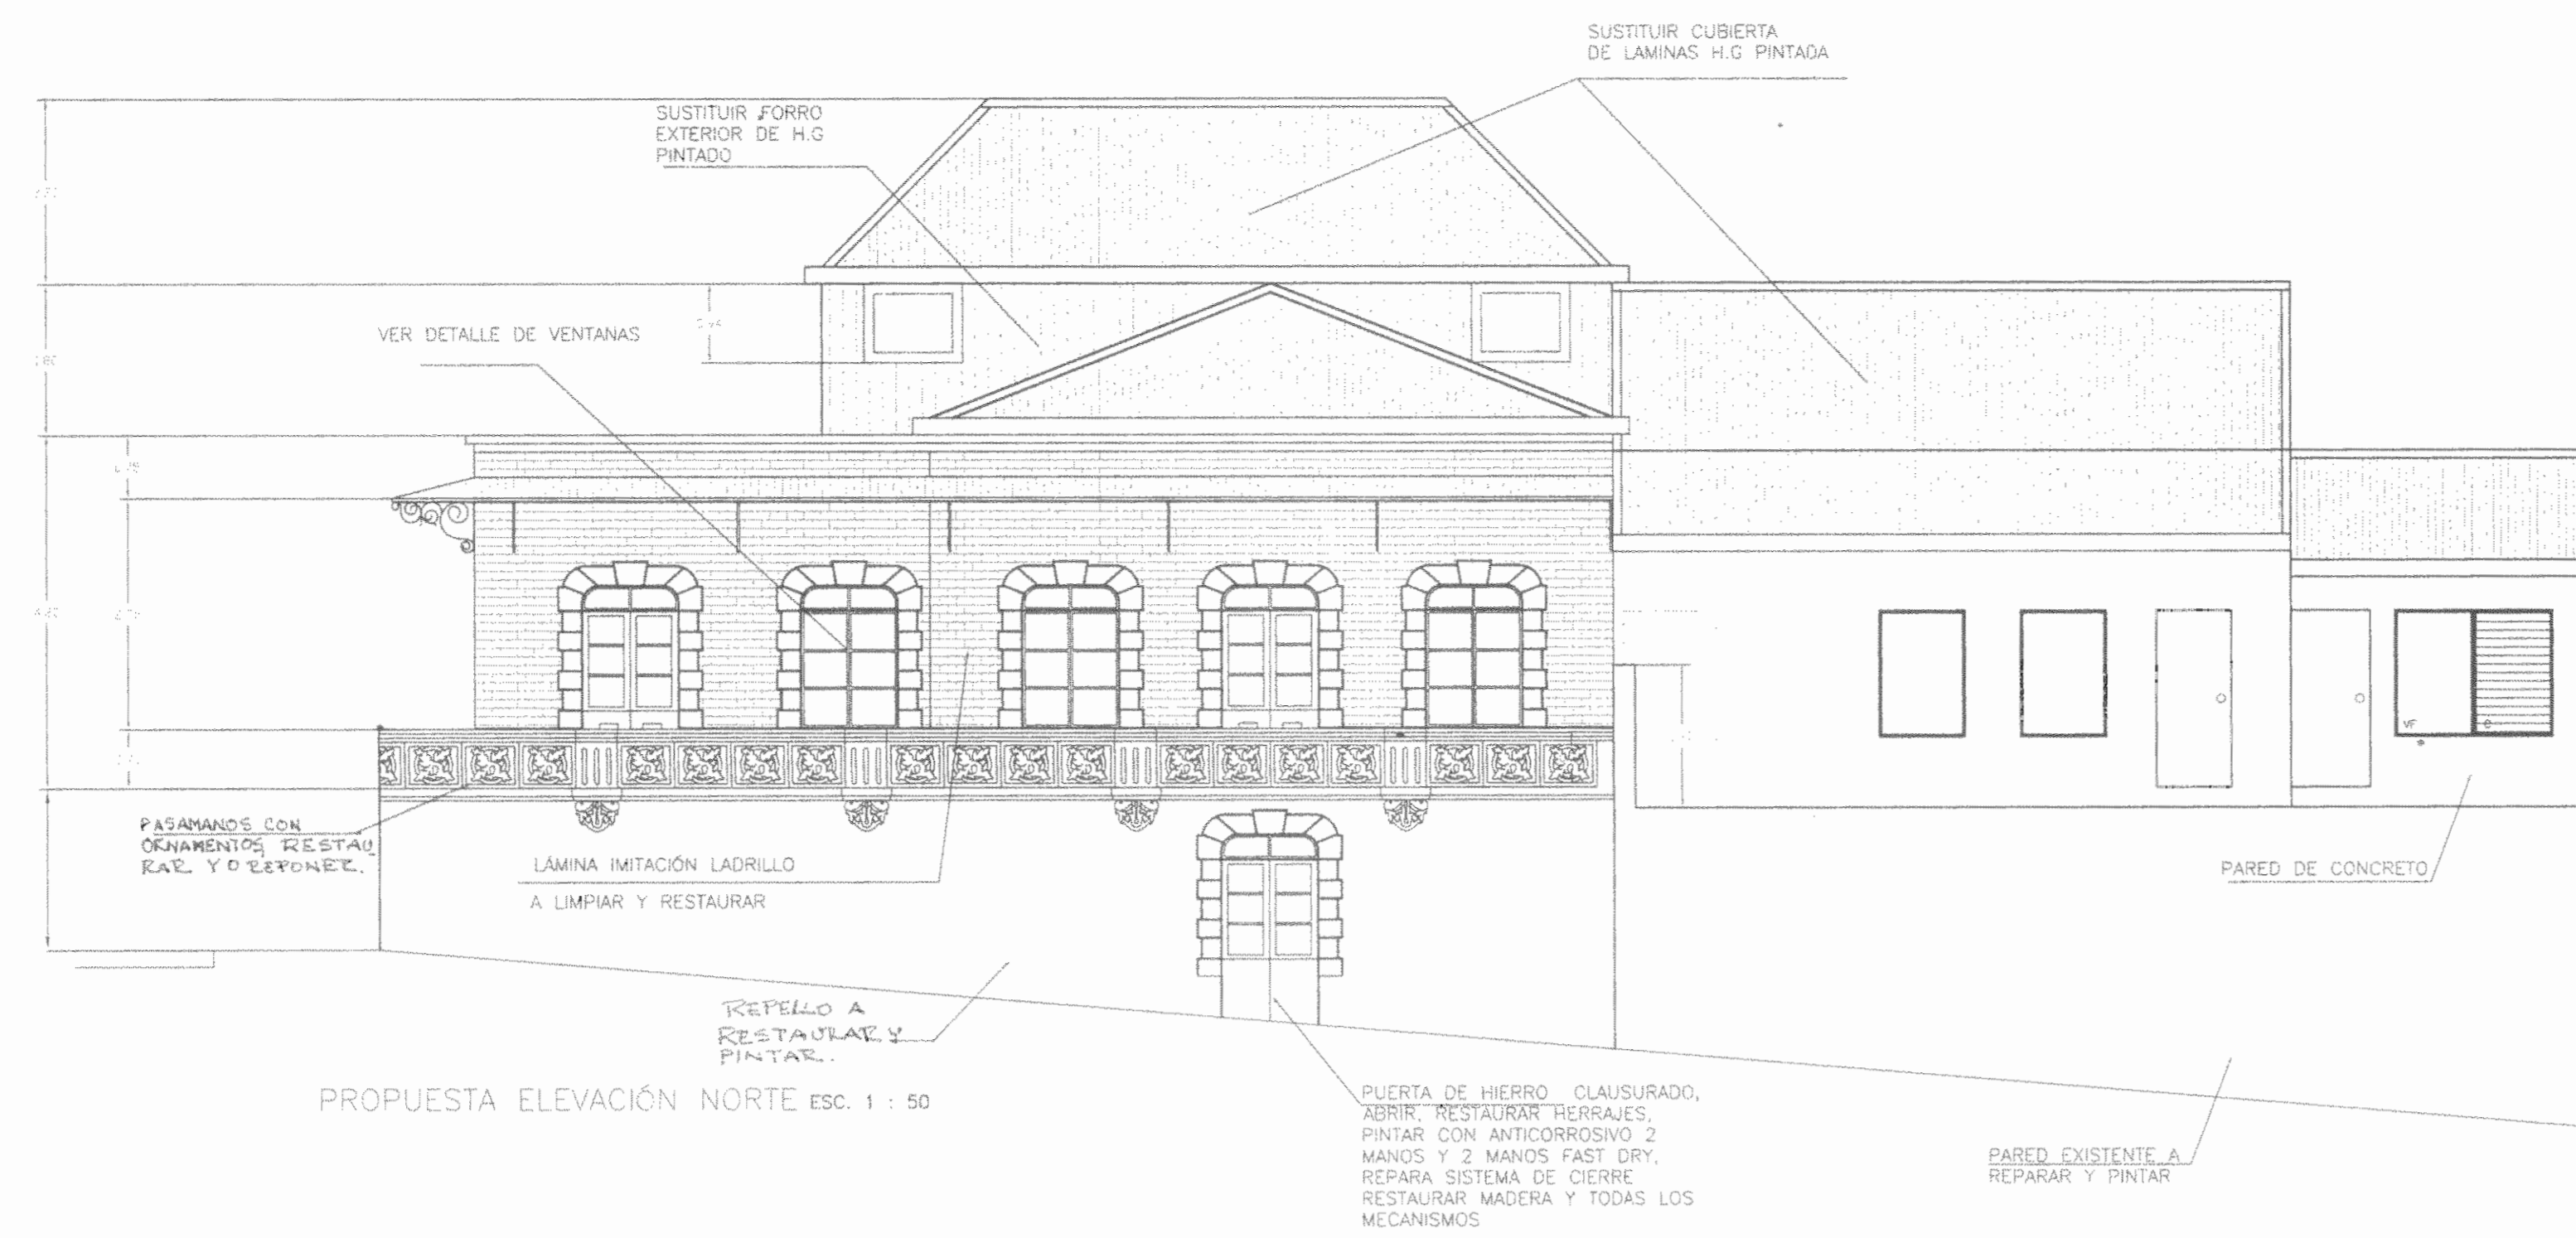 SUSTITUIR CUBIERTA
DE LAMINAS H.G PINTADA
SUSTITUIR FORRO
EXTERIOR DE H.G
PINTADO
VER DETALLE DE VENTANAS
VF
PASAMANOS CON
ORNAMENTOS RESTAU
RAR Y O REPONER.
LÁMINA IMITACIÓN LADRILLO
A LIMPIAR Y RESTAURAR
PARED DE CONCRETO
REPELLO A
RESTAURAR Y
PINTAR.
PROPUESTA ELEVACIÓN NORTE ESC. 1 : 50
PUERTA DE HIERRO CLAUSURADO,
ABRIR, RESTAURAR HERRAJES,
PINTAR CON ANTICORROSIVO 2
MANOS Y 2 MANOS FAST DRY,
REPARA SISTEMA DE CIERRE
RESTAURAR MADERA Y TODAS LOS
MECANISMOS
PARED EXISTENTE A
REPARAR Y PINTAR